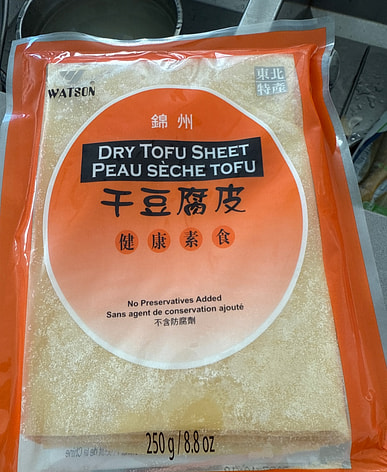 WATSON
東北
特産
錦州
DRY TOFU SHEET
PEAU SÈCHE TOFU
干豆腐皮
健康素食
No Preservatives Added
Sans agent de conservation ajouté
不含防腐劑
250 g / 8.8 oz